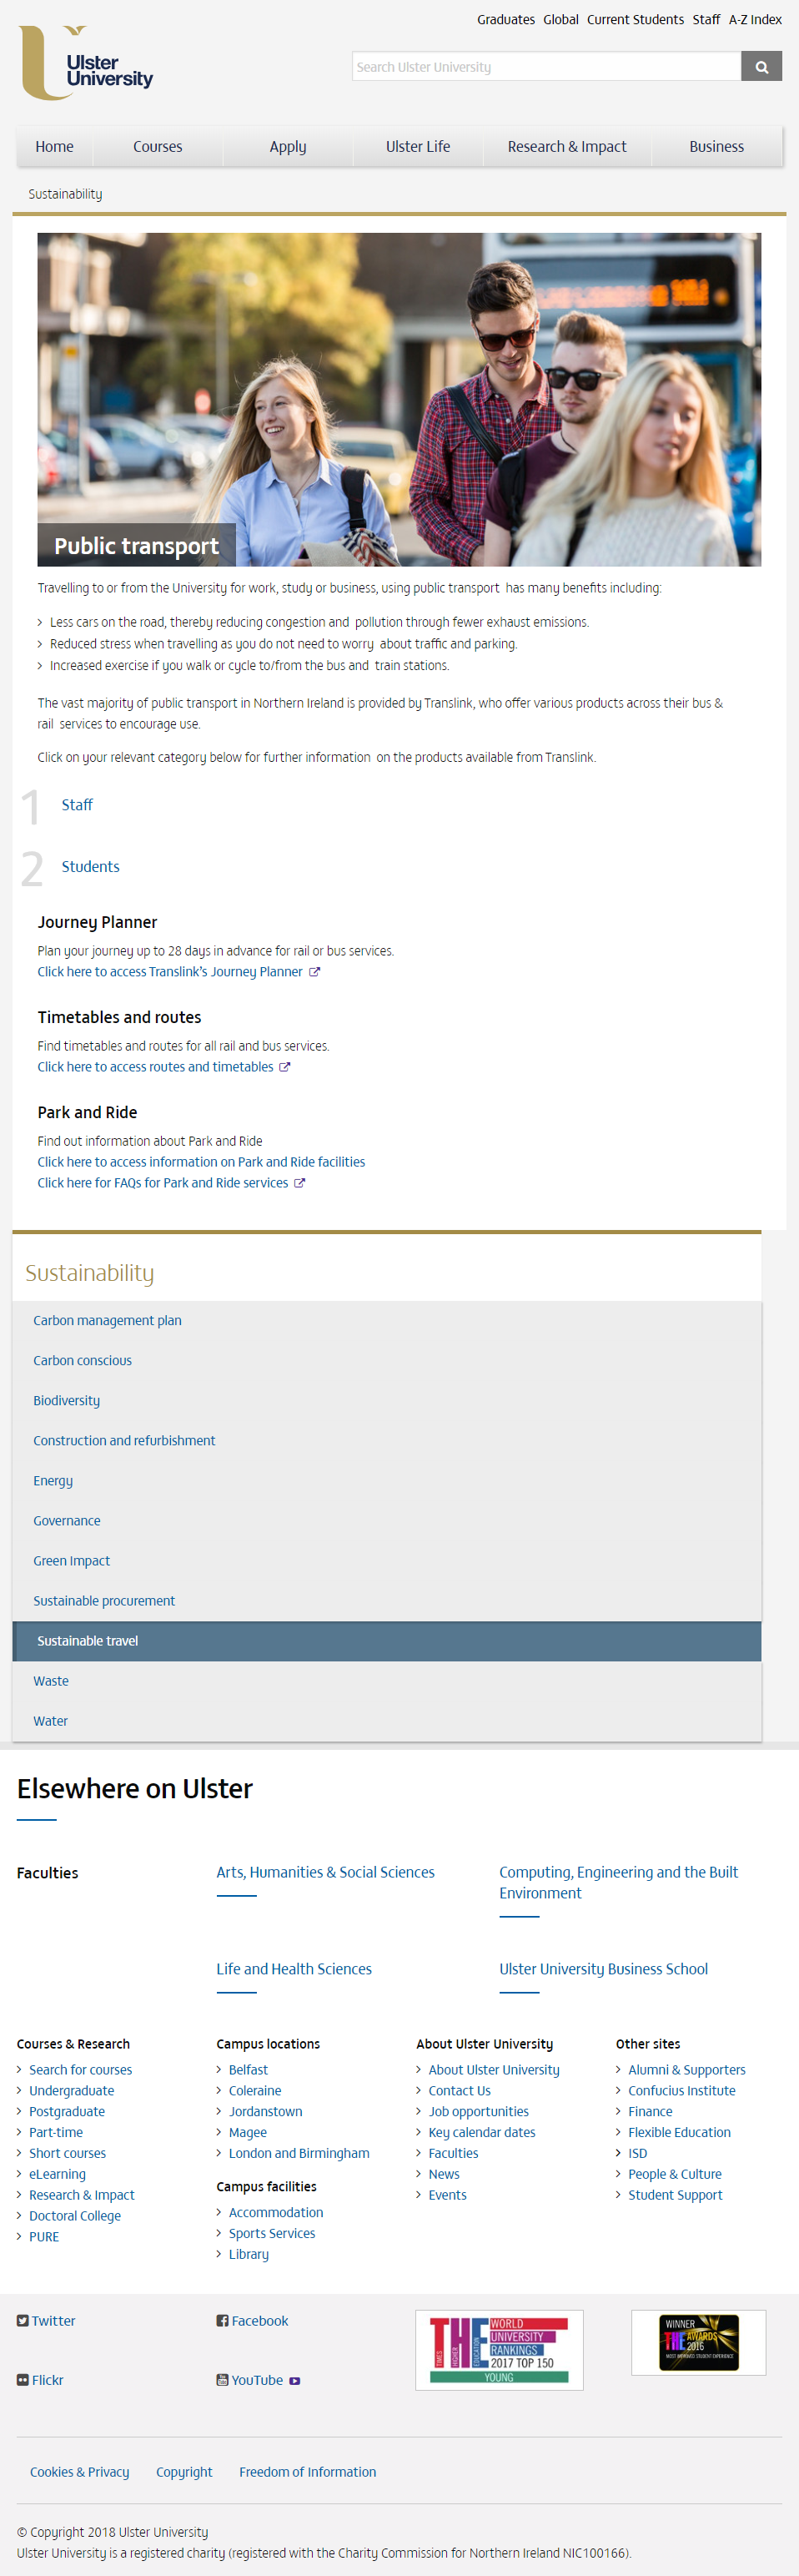 Graduates Global Current Students Staff A-Z Index
Ulster
University
Search Ulster University
Home Courses Apply Ulster Life Research & Impact Business
Sustainability
Public transport
Travelling to or from the University for work, study or business, using public transport has many benefits including:
Less cars on the road, thereby reducing congestion and pollution through fewer exhaust emissions.
Reduced stress when travelling as you do not need to worry about traffic and parking.
Increased exercise if you walk or cycle to/from the bus and train stations.
The vast majority of public transport in Northern Ireland is provided by Translink, who offer various products across their bus &
rail services to encourage use.
Click on your relevant category below for further information on the products available from Translink.
1 Staff
2 Students
Journey Planner
Plan your journey up to 28 days in advance for rail or bus services.
Click here to access Translink's Journey Planner
Timetables and routes
Find timetables and routes for all rail and bus services.
Click here to access routes and timetables
Park and Ride
Find out information about Park and Ride
Click here to access information on Park and Ride facilities
Click here for FAQs for Park and Ride services
Sustainability
Carbon management plan
Carbon conscious
Biodiversity
Construction and refurbishment
Energy
Governance
Green Impact
Sustainable procurement
Sustainable travel
Waste
Water
Elsewhere on Ulster
Faculties
Arts, Humanities & Social Sciences
Computing, Engineering and the Built
Environment
Life and Health Sciences
Ulster University Business School
Courses & Research
Search for courses
Undergraduate
Postgraduate
Part-time
Short courses
eLearning
Research & Impact
Doctoral College
PURE
Campus locations
Belfast
Coleraine
Jordanstown
Magee
London and Birmingham
Campus facilities
Accommodation
Sports Services
Library
About Ulster University
About Ulster University
Contact Us
Job opportunities
Key calendar dates
Faculties
News
Events
Other sites
Alumni & Supporters
Confucius Institute
Finance
Flexible Education
ISD
People & Culture
Student Support
Twitter
Facebook
Flickr
YouTube
TIMES HIGHER EDUCATION
THE
WORLD
UNIVERSITY
RANKINGS
2017 TOP 150
YOUNG
WINNER
THE AWARDS
2016
MOST IMPROVED STUDENT EXPERIENCE
Cookies & Privacy Copyright Freedom of Information
© Copyright 2018 Ulster University
Ulster University is a registered charity (registered with the Charity Commission for Northern Ireland NIC100166).